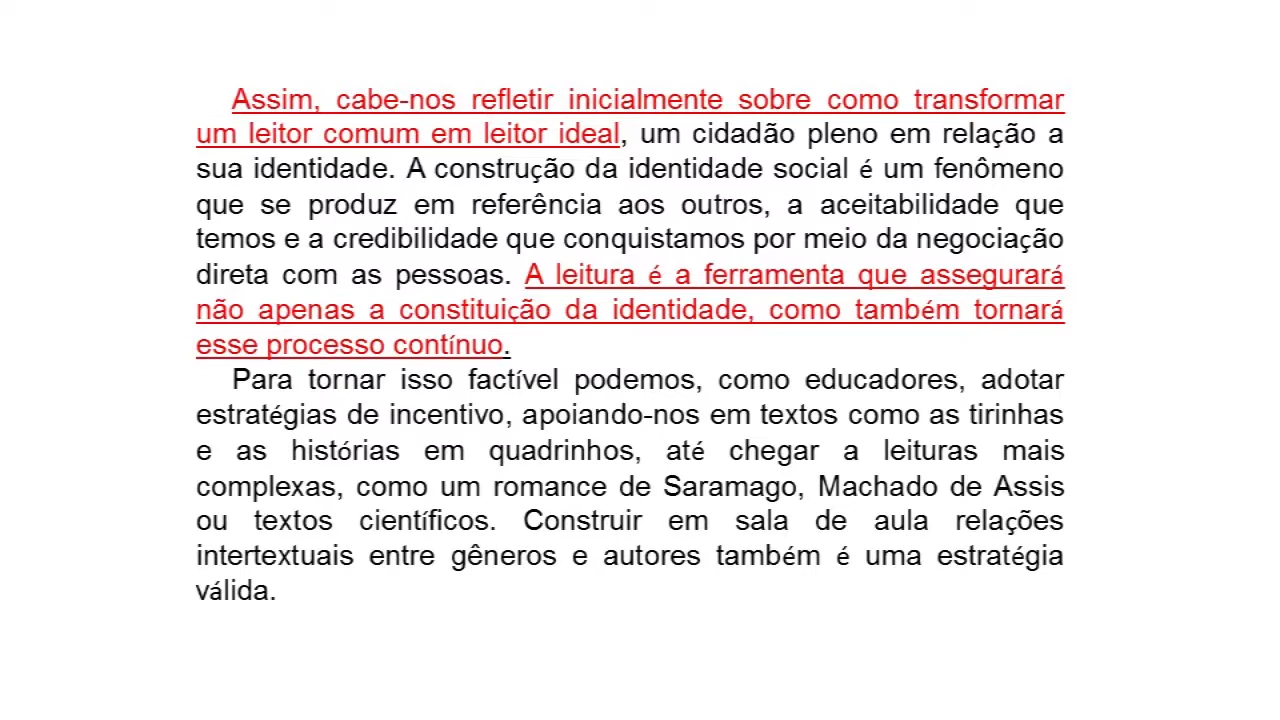 Assim, cabe-nos refletir inicialmente sobre como transformar
um leitor comum em leitor ideal, um cidadão pleno em relação a
sua identidade. A construção da identidade social é um fenômeno
que se produz em referência aos outros, a aceitabilidade que
temos e a credibilidade que conquistamos por meio da negociação
direta com as pessoas. A leitura é a ferramenta que assegurará
não apenas a constituição da identidade, como também tornará
esse processo contínuo.
Para tornar isso factível podemos, como educadores, adotar
estratégias de incentivo, apoiando-nos em textos como as tirinhas
e as histórias em quadrinhos, até chegar a leituras mais
complexas, como um romance de Saramago, Machado de Assis
ou textos científicos. Construir em sala de aula relações
intertextuais entre gêneros e autores também é uma estratégia
válida.